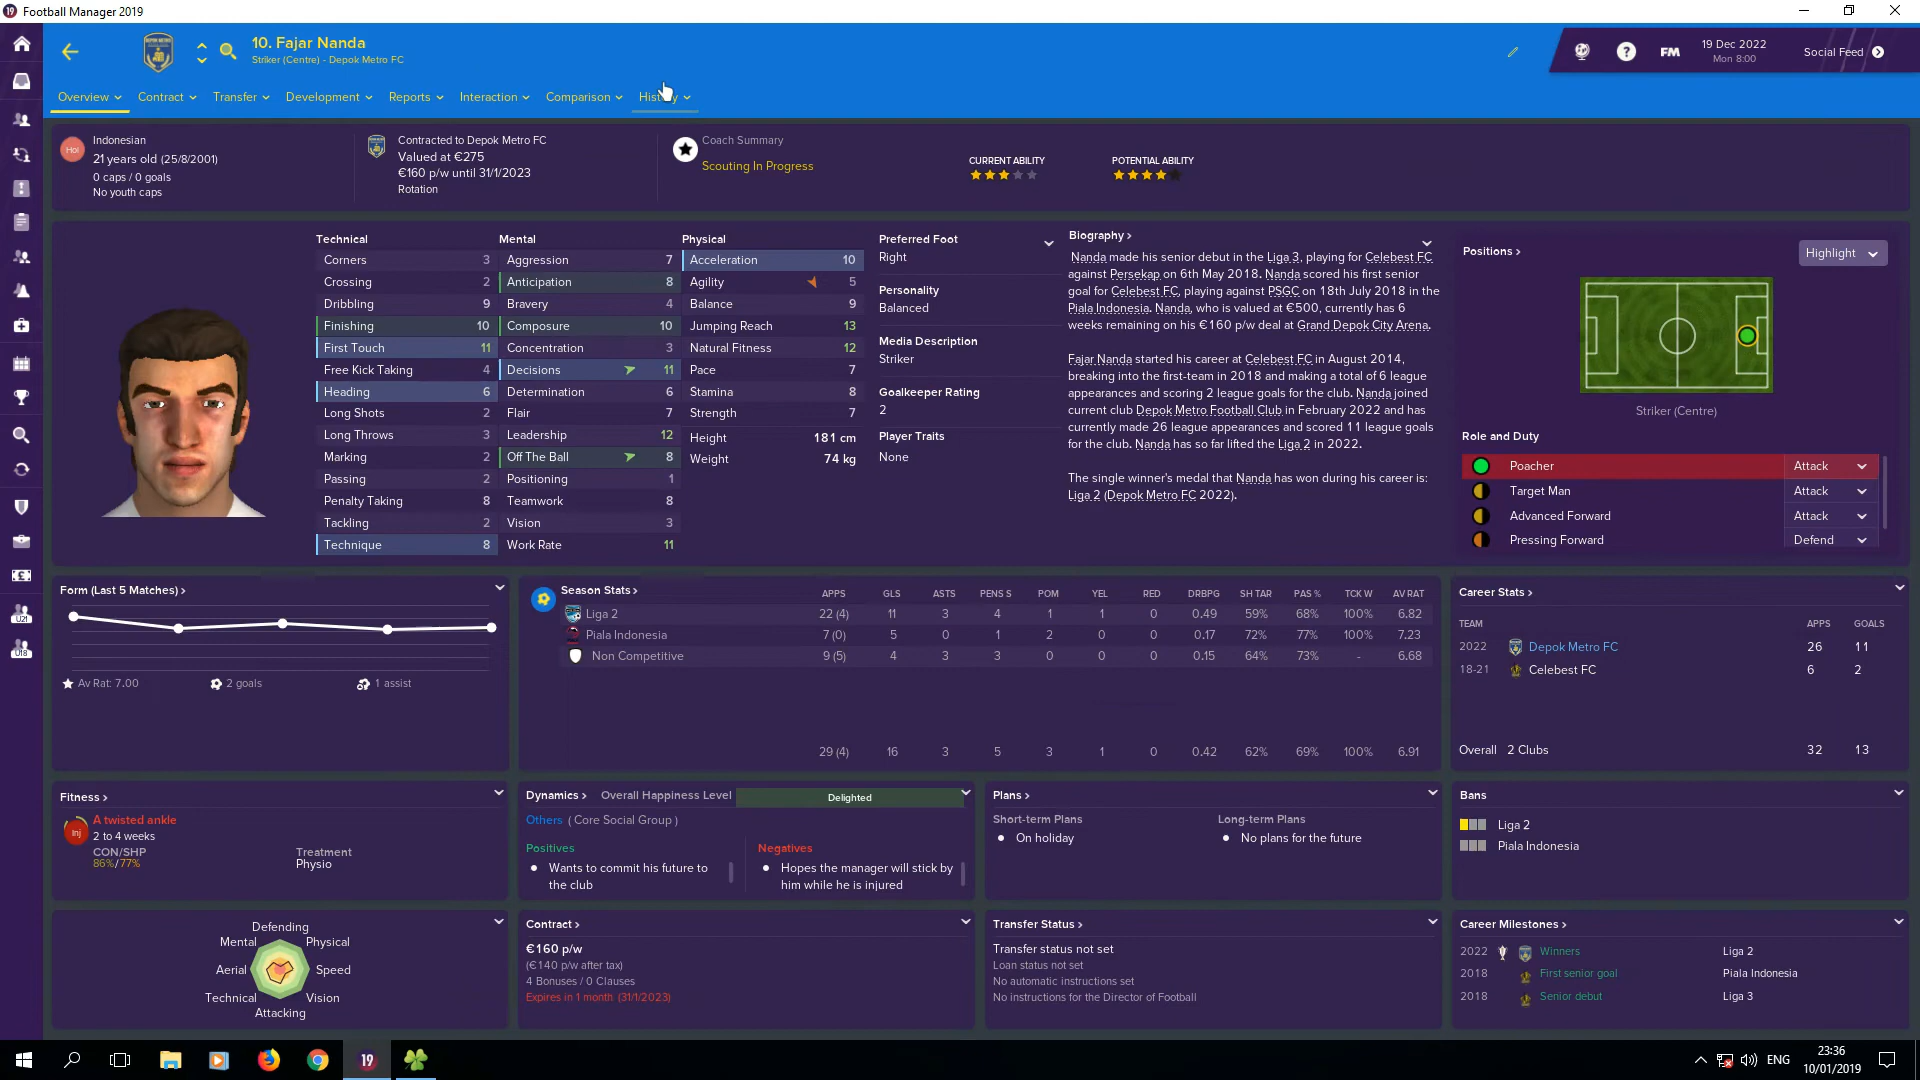 Football Manager 2019
10. Fajar Nanda
Striker (Centre) - Depok Metro FC
19 Dec 2022
Mon 8:00
Social Feed
FM
Overview
Contract
Transfer
Development
Reports
Interaction
Comparison
Hoi
Indonesian
21 years old (25/8/2001)
0 caps / 0 goals
No youth caps
Contracted to Depok Metro FC
Valued at €275
€160 p/w until 31/1/2023
Rotation
Coach Summary
Scouting In Progress
CURRENT ABILITY
POTENTIAL ABILITY
Technical
Corners 3
Crossing 2
Dribbling 9
Finishing 10
First Touch 11
Free Kick Taking 4
Heading 6
Long Shots 2
Long Throws 3
Marking 2
Passing 2
Penalty Taking 8
Tackling 2
Technique 8
Mental
Aggression 7
Anticipation 8
Bravery 4
Composure 10
Concentration 3
Decisions 11
Determination 6
Flair 7
Leadership 12
Off The Ball 8
Positioning 1
Teamwork 8
Vision 3
Work Rate 11
Physical
Acceleration 10
Agility 5
Balance 9
Jumping Reach 13
Natural Fitness 12
Pace 7
Stamina 8
Strength 7
Height 181 cm
Weight 74 kg
Preferred Foot
Right
Personality
Balanced
Media Description
Striker
Goalkeeper Rating
2
Player Traits
None
Biography
Nanda made his senior debut in the Liga 3, playing for Celebest FC
against Persekap on 6th May 2018. Nanda scored his first senior
goal for Celebest FC, playing against PSGC on 18th July 2018 in the
Piala Indonesia. Nanda, who is valued at €500, currently has 6
weeks remaining on his €160 p/w deal at Grand Depok City Arena.
Fajar Nanda started his career at Celebest FC in August 2014,
breaking into the first-team in 2018 and making a total of 6 league
appearances and scoring 2 league goals for the club. Nanda joined
current club Depok Metro Football Club in February 2022 and has
currently made 26 league appearances and scored 11 league goals
for the club. Nanda has so far lifted the Liga 2 in 2022.
The single winner's medal that Nanda has won during his career is:
Liga 2 (Depok Metro FC 2022).
Positions
Highlight
Striker (Centre)
Role and Duty
Poacher Attack
Target Man Attack
Advanced Forward Attack
Pressing Forward Defend
Form (Last 5 Matches)
Av Rat: 7.00
2 goals
1 assist
Season Stats APPS GLS ASTS PENS S POM YEL RED DRBPG SH TAR PAS % TCK W AV RAT
Liga 2 22 (4) 11 3 4 1 1 0 0.49 59% 68% 100% 6.82
Piala Indonesia 7 (0) 5 0 1 2 0 0 0.17 72% 77% 100% 7.23
Non Competitive 9 (5) 4 3 3 0 0 0 0.15 64% 73% - 6.68
29 (4) 16 3 5 3 1 0 0.42 62% 69% 100% 6.91
Career Stats
TEAM APPS GOALS
2022 Depok Metro FC 26 11
18-21 Celebest FC 6 2
Overall 2 Clubs 32 13
Fitness
Inj
A twisted ankle
2 to 4 weeks
CON/SHP
86%/77%
Treatment
Physio
Dynamics
Overall Happiness Level
Delighted
Others ( Core Social Group )
Positives
Wants to commit his future to
the club
Negatives
Hopes the manager will stick by
him while he is injured
Plans
Short-term Plans
On holiday
Long-term Plans
No plans for the future
Bans
Liga 2
Piala Indonesia
Defending
Mental
Physical
Aerial
Speed
Technical
Vision
Attacking
Contract
€160 p/w
(€140 p/w after tax)
4 Bonuses / 0 Clauses
Expires in 1 month (31/1/2023)
Transfer Status
Transfer status not set
Loan status not set
No automatic instructions set
No instructions for the Director of Football
Career Milestones
2022 Winners Liga 2
2018 First senior goal Piala Indonesia
2018 Senior debut Liga 3
U21
U18
19
ENG
23:36
10/01/2019